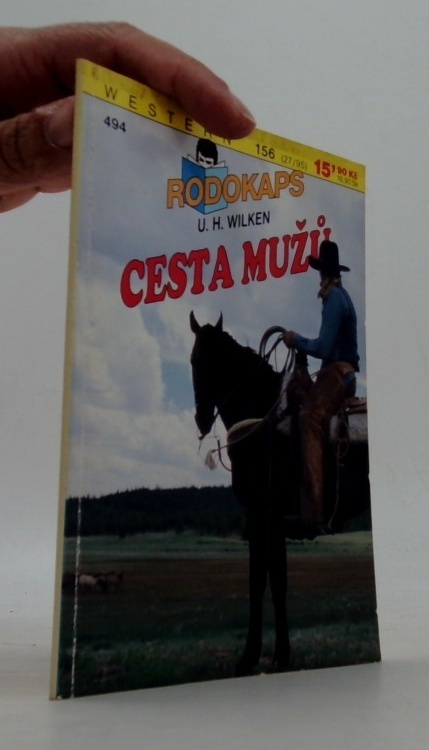 WESTERN 156 (27/95) 15,90 Kč
494
RODOKAPS
U. H. WILKEN
CESTA MUŽŮ